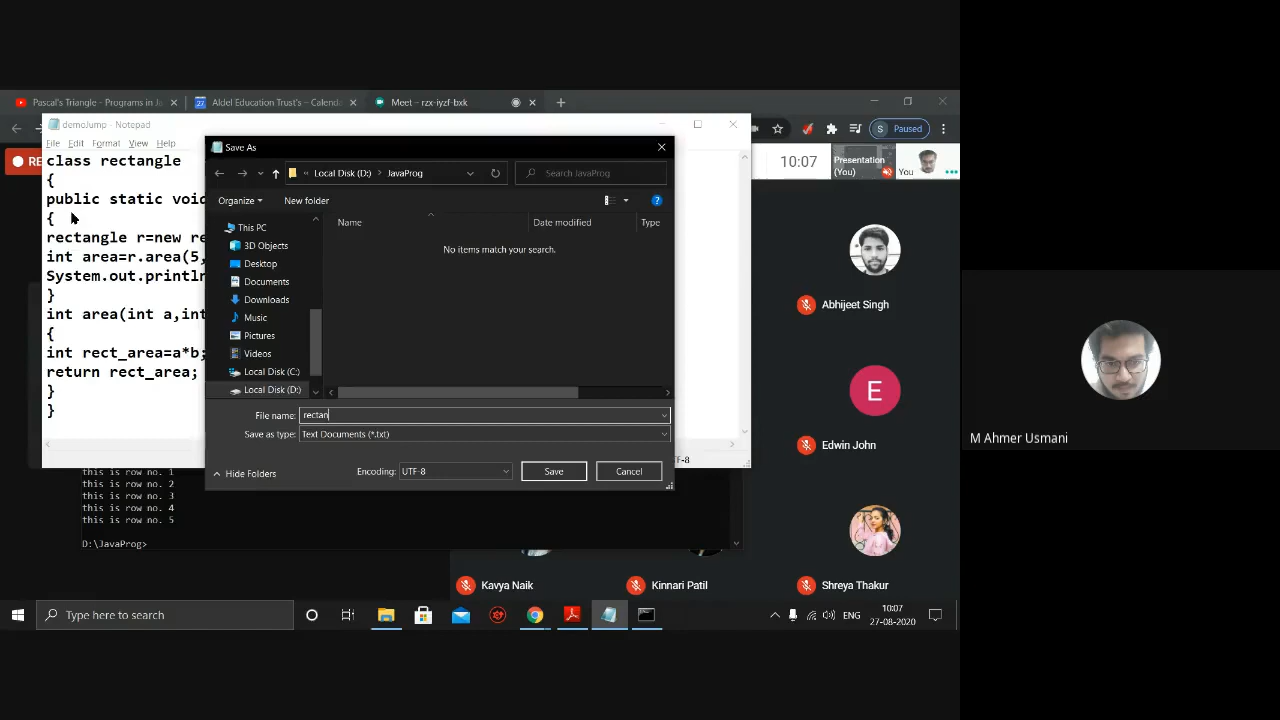 Pascal's Triangle - Programs in Ja
Aldel Education Trust's – Calenda
Meet – rzx-iyzf-bxk
demoJump - Notepad
File Edit Format View Help
class rectangle
{
public static void
{
rectangle r=new re
int area=r.area(5,
System.out.println
}
int area(int a,int
{
int rect_area=a*b;
return rect_area;
}
}
Save As
Local Disk (D:)
JavaProg
Search JavaProg
Organize
New folder
Name
Date modified
Type
No items match your search.
This PC
3D Objects
Desktop
Documents
Downloads
Music
Pictures
Videos
Local Disk (C:)
Local Disk (D:)
File name: rectan
Save as type: Text Documents (*.txt)
Hide Folders
Encoding: UTF-8
Save
Cancel
this is row no. 1
this is row no. 2
this is row no. 3
this is row no. 4
this is row no. 5
D:\JavaProg>
S Paused
10:07
Presentation
(You)
You
Abhijeet Singh
E
Edwin John
Kavya Naik
Kinnari Patil
Shreya Thakur
M Ahmer Usmani
Type here to search
ENG
10:07
27-08-2020